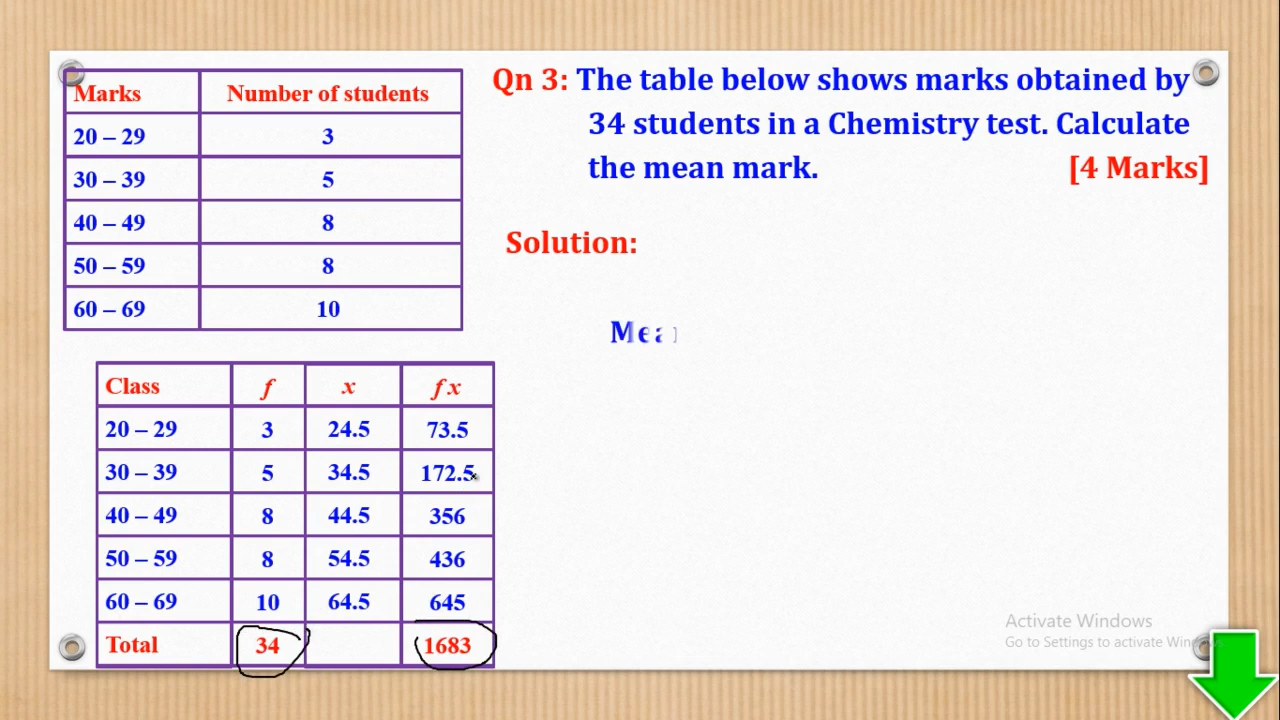 Marks Number of students
20 – 29 3
30 – 39 5
40 – 49 8
50 – 59 8
60 – 69 10
Qn 3: The table below shows marks obtained by
34 students in a Chemistry test. Calculate
the mean mark. [4 Marks]
Solution:
Class f x fx
20 – 29 3 24.5 73.5
30 – 39 5 34.5 172.5
40 – 49 8 44.5 356
50 – 59 8 54.5 436
60 – 69 10 64.5 645
Total 34 1683
Activate Windows
Go to Settings to activate Windows